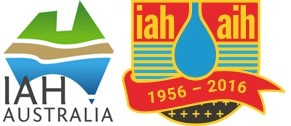 IAH
AUSTRALIA
iah aih
1956 – 2016